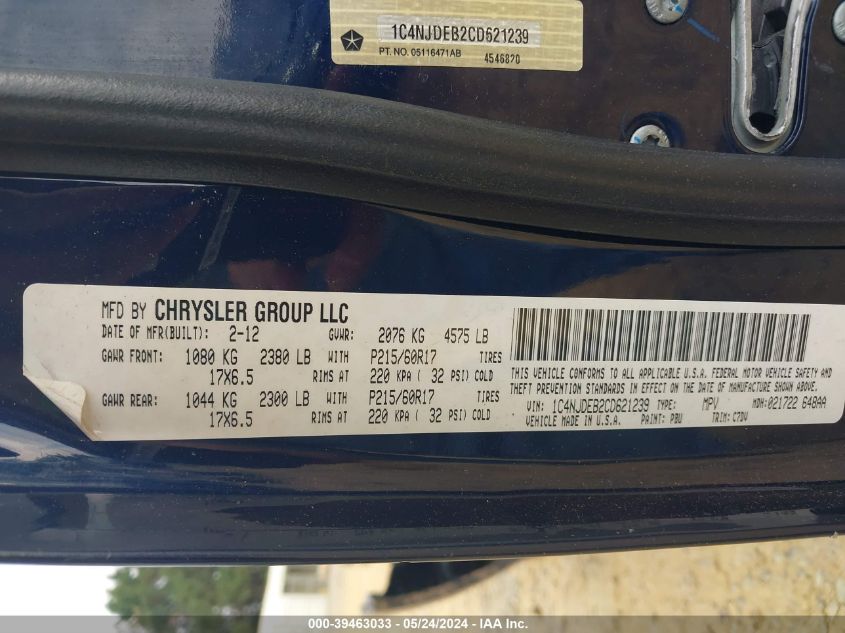 1C4NJDEB2CD621239
PT. NO. 05116471AB 4546820
MFD BY CHRYSLER GROUP LLC
DATE OF MFR(BUILT): 2-12 GVWR: 2076 KG 4575 LB
GAWR FRONT: 1080 KG 2380 LB WITH P215/60R17 TIRES
17X6.5 RIMS AT 220 KPA ( 32 PSI) COLD
GAWR REAR: 1044 KG 2300 LB WITH P215/60R17 TIRES
17X6.5 RIMS AT 220 KPA ( 32 PSI) COLD
THIS VEHICLE CONFORMS TO ALL APPLICABLE U.S.A. FEDERAL MOTOR VEHICLE SAFETY AND
THEFT PREVENTION STANDARDS IN EFFECT ON THE DATE OF MANUFACTURE SHOWN ABOVE.
VIN: 1C4NJDEB2CD621239 TYPE: MPV MDH: 021722 648AA
VEHICLE MADE IN U.S.A. PAINT: PBU TRIM: C7DV
000-39463033 - 05/24/2024 - IAA Inc.